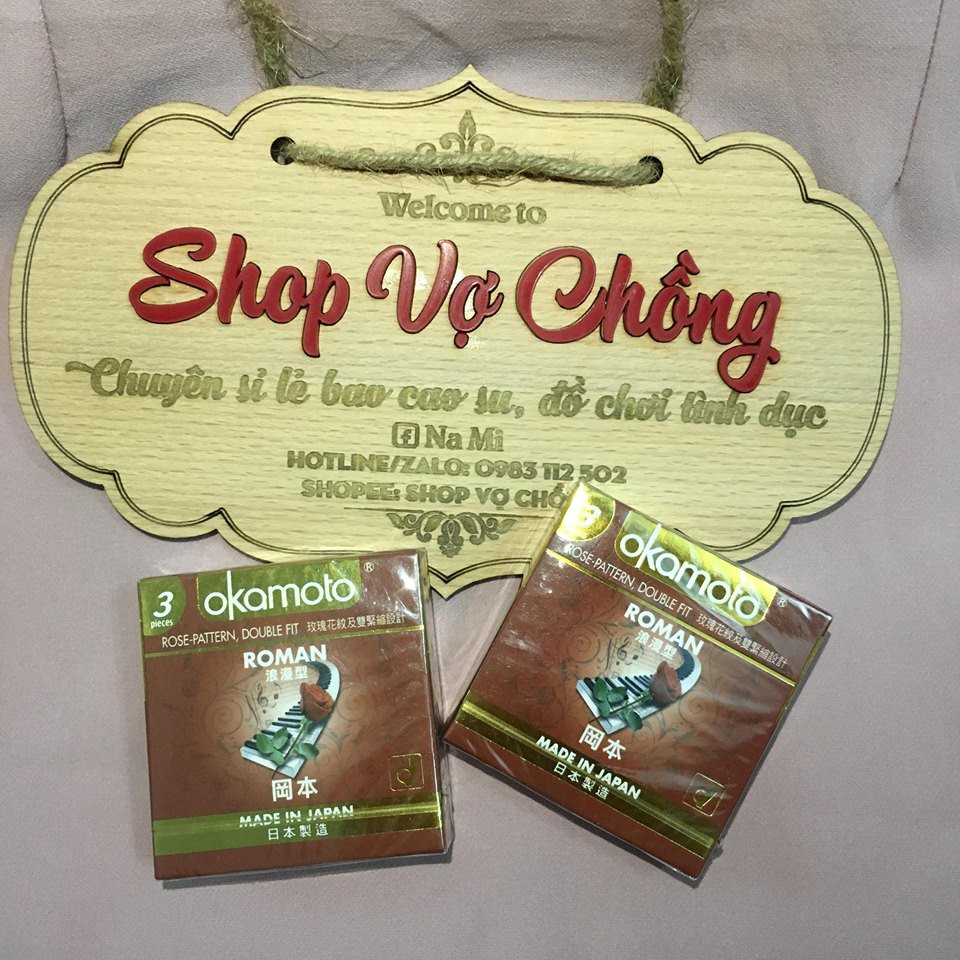 Welcome to
Shop Vợ Chồng
Chuyên sỉ lẻ bao cao su, đồ chơi tình dục
Na Mi
HOTLINE/ZALO: 0983 112 502
SHOPEE: SHOP VỢ CHỒ
3 okamoto®
pieces
ROSE-PATTERN, DOUBLE FIT 玫瑰花紋及雙緊縮設計
ROMAN
浪漫型
岡本
MADE IN JAPAN
日本製造
3 okamoto®
ROSE-PATTERN, DOUBLE FIT 玫瑰花紋及雙緊縮設計
ROMAN
浪漫型
岡本
MADE IN JAPAN
日本製造